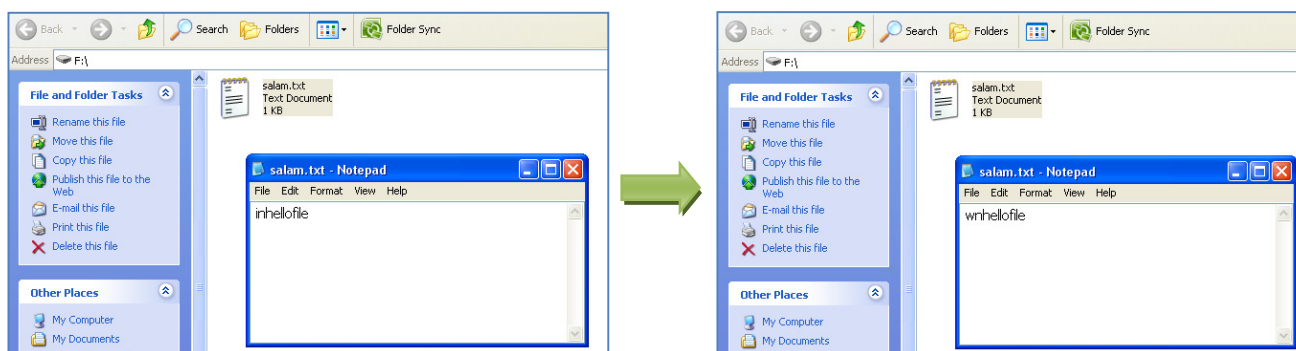 Back Search Folders Folder Sync
Address F:\
File and Folder Tasks
Rename this file
Move this file
Copy this file
Publish this file to the
Web
E-mail this file
Print this file
Delete this file
Other Places
My Computer
My Documents
salam.txt
Text Document
1 KB
salam.txt - Notepad
File Edit Format View Help
inhellofile
Back Search Folders Folder Sync
Address F:\
File and Folder Tasks
Rename this file
Move this file
Copy this file
Publish this file to the
Web
E-mail this file
Print this file
Delete this file
Other Places
My Computer
My Documents
salam.txt
Text Document
1 KB
salam.txt - Notepad
File Edit Format View Help
wnhellofile